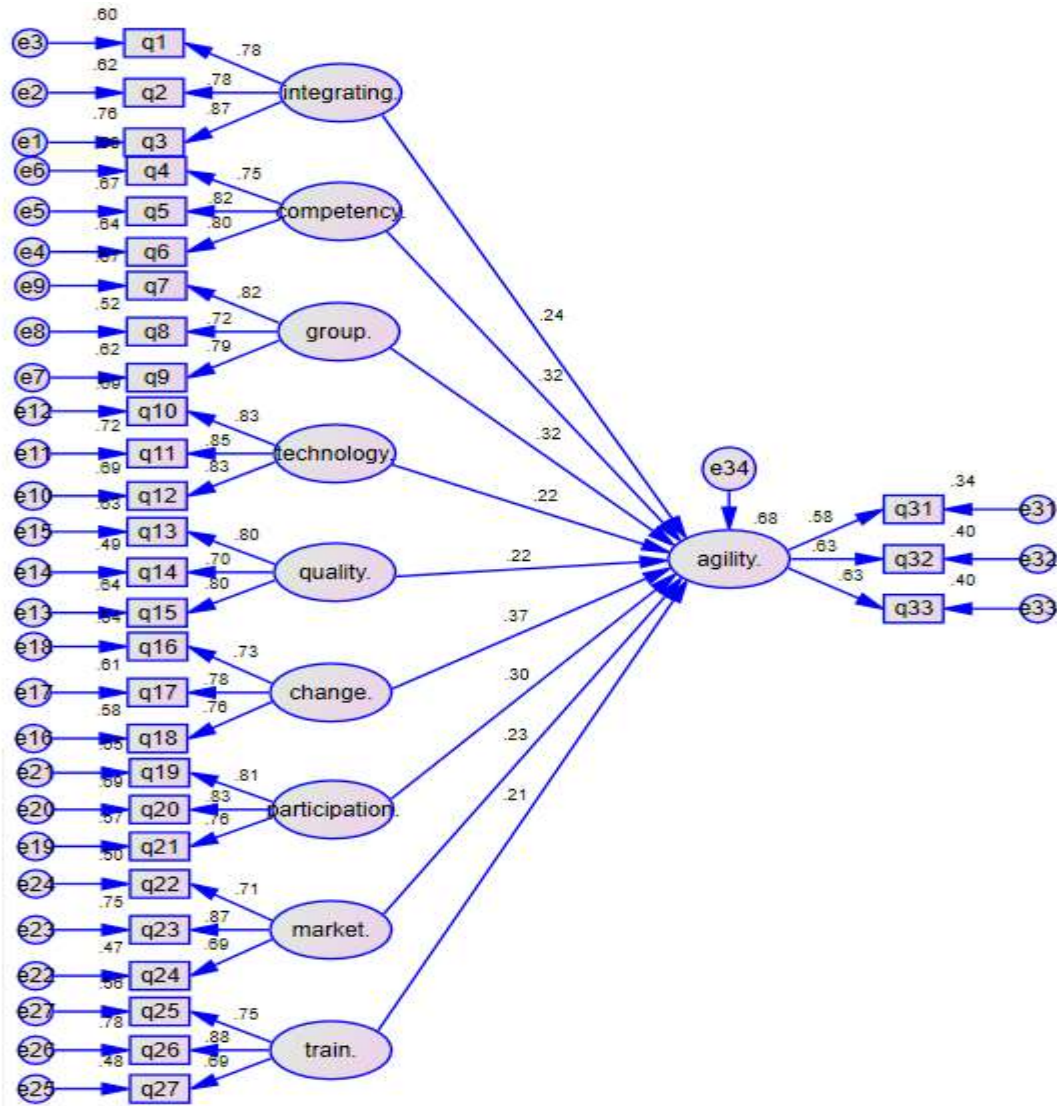 .60
e3 q1 .78
.62
e2 q2 .78 integrating.
.76 .87
e1 q3
e6 q4 .75
.67
e5 q5 .82 competency.
.64 .80
e4 q6
e9 q7 .82
.52
e8 q8 .72 group.
.62 .79
e7 q9
.69
e12 q10 .83
.72
e11 q11 .85 technology.
.69 .83
e10 q12
.63
e15 q13 .80
.49
e14 q14 .70 quality.
.64 .80
e13 q15
e18 q16 .73
.61
e17 q17 .78 change.
.58 .76
e16 q18
e21 q19 .81
.69
e20 q20 .83 participation.
.76
e19 q21
.50
e24 q22 .71
.75
e23 q23 .87 market.
.47 .69
e22 q24
e27 q25 .75
.78
e26 q26 .88 train.
.48 .69
e25 q27
.24
.32
.32
.22
.22
.37
.30
.23
.21
e34
.68
agility.
.58 q31 .34 e31
.63 q32 .40 e32
.63 q33 .40 e33